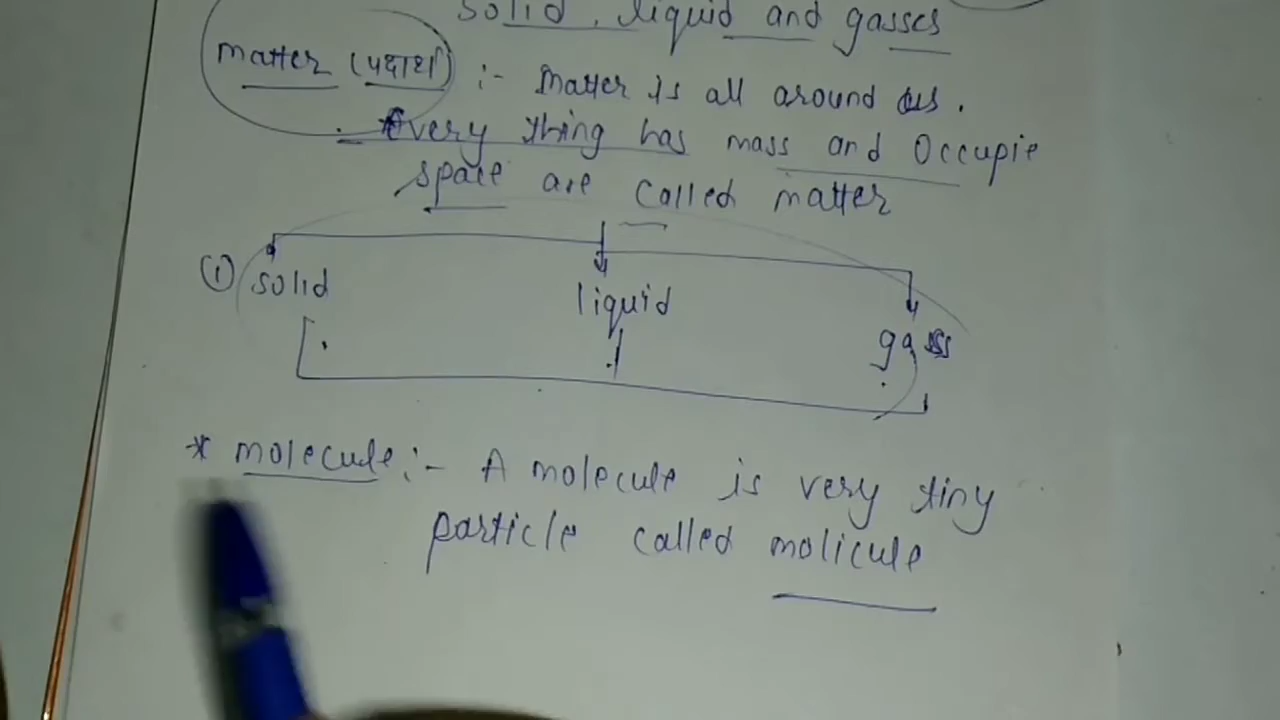 solid, liquid and gasses
matter (पदार्थ) :- matter is all around us.
Every thing has mass and Occupie
space are called matter
① solid
liquid
gass
* molecule :- A molecule is very tiny
particle called molicule